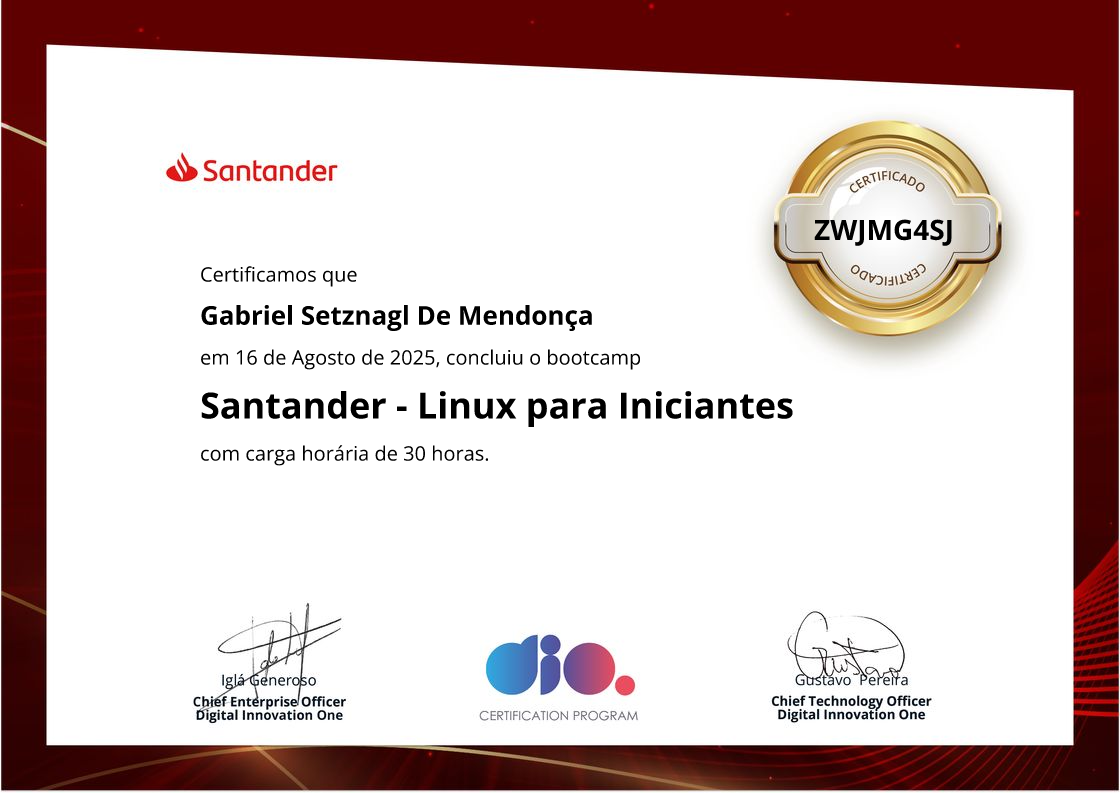 Santander
CERTIFICADO
ZWJMG4SJ
CERTIFICADO
Certificamos que
Gabriel Setznagl De Mendonça
em 16 de Agosto de 2025, concluiu o bootcamp
Santander - Linux para Iniciantes
com carga horária de 30 horas.
Iglá Generoso
Chief Enterprise Officer
Digital Innovation One
dio.
CERTIFICATION PROGRAM
Gustavo
Gustavo Pereira
Chief Technology Officer
Digital Innovation One